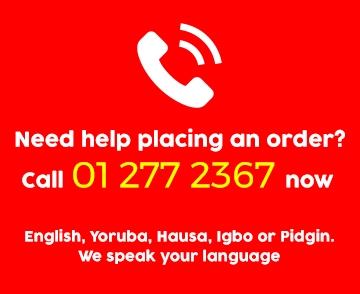 Need help placing an order?
Call 01 277 2367 now
English, Yoruba, Hausa, Igbo or Pidgin.
We speak your language